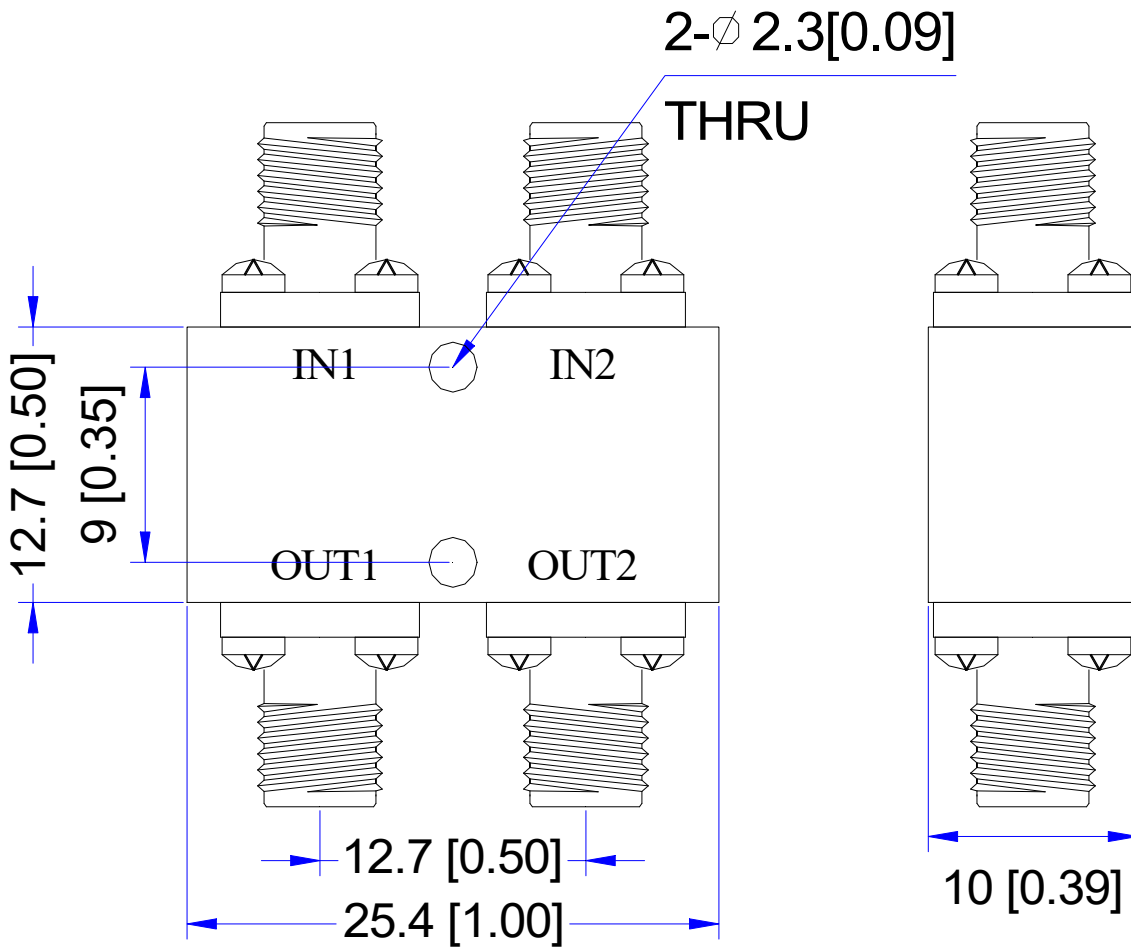 2-∅ 2.3[0.09]
THRU
IN1
IN2
12.7 [0.50]
9 [0.35]
OUT1
OUT2
12.7 [0.50]
10 [0.39]
25.4 [1.00]